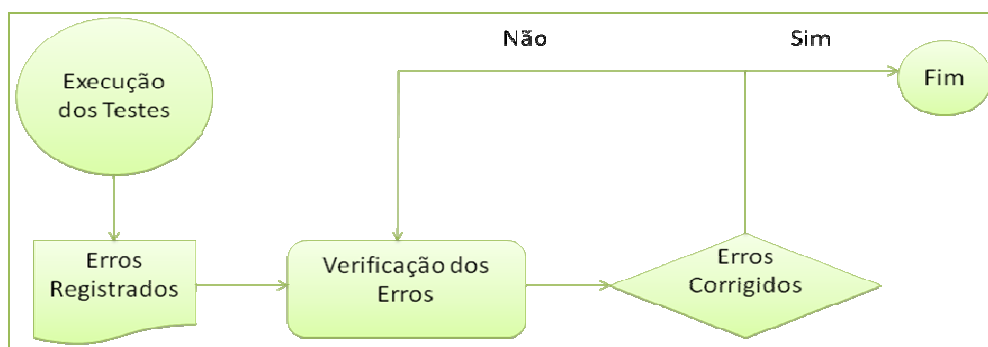 Não
Sim
Execução
dos Testes
Fim
Erros
Registrados
Verificação dos
Erros
Erros
Corrigidos